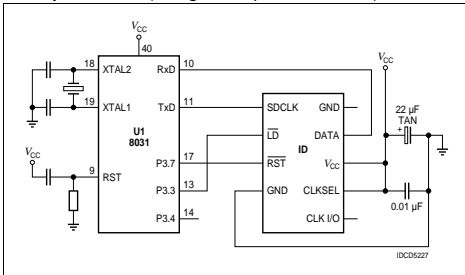 VCC
40
18
XTAL2
RxD
10
VCC
19
XTAL1
TxD
11
SDCLK
GND
22 µF
TAN
+
U1
8031
LD
DATA
ID
VCC
P3.7
17
RST
VCC
9
RST
P3.3
13
GND
CLKSEL
P3.4
14
CLK I/O
0.01 µF
IDCD5227